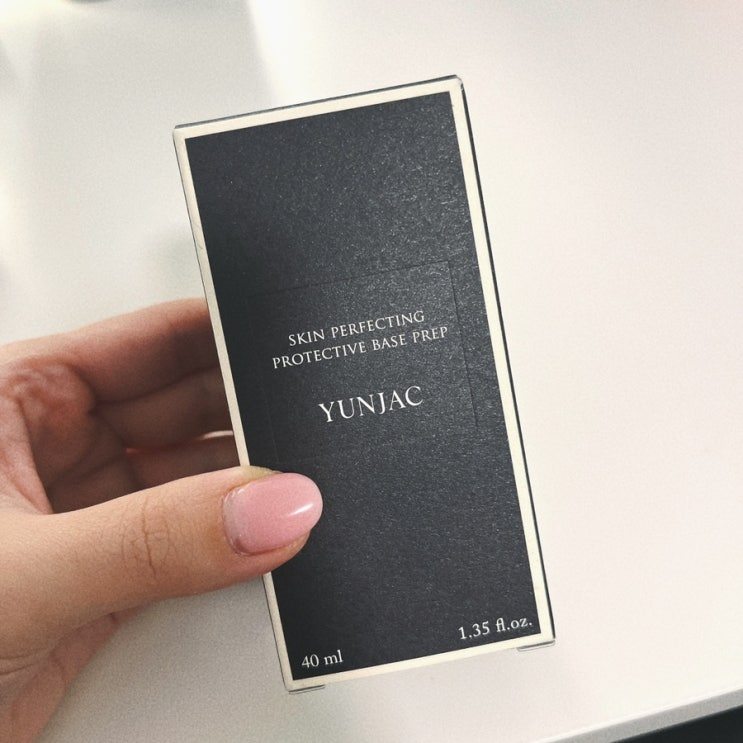 SKIN PERFECTING
PROTECTIVE BASE PREP
YUNJAC
40 ml
1.35 fl.oz.